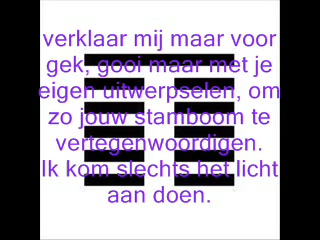 verklaar mij maar voor
gek, gooi maar met je
eigen uitwerpselen, om
zo jouw stamboom te
vertegenwoordigen.
Ik kom slechts het licht
aan doen.